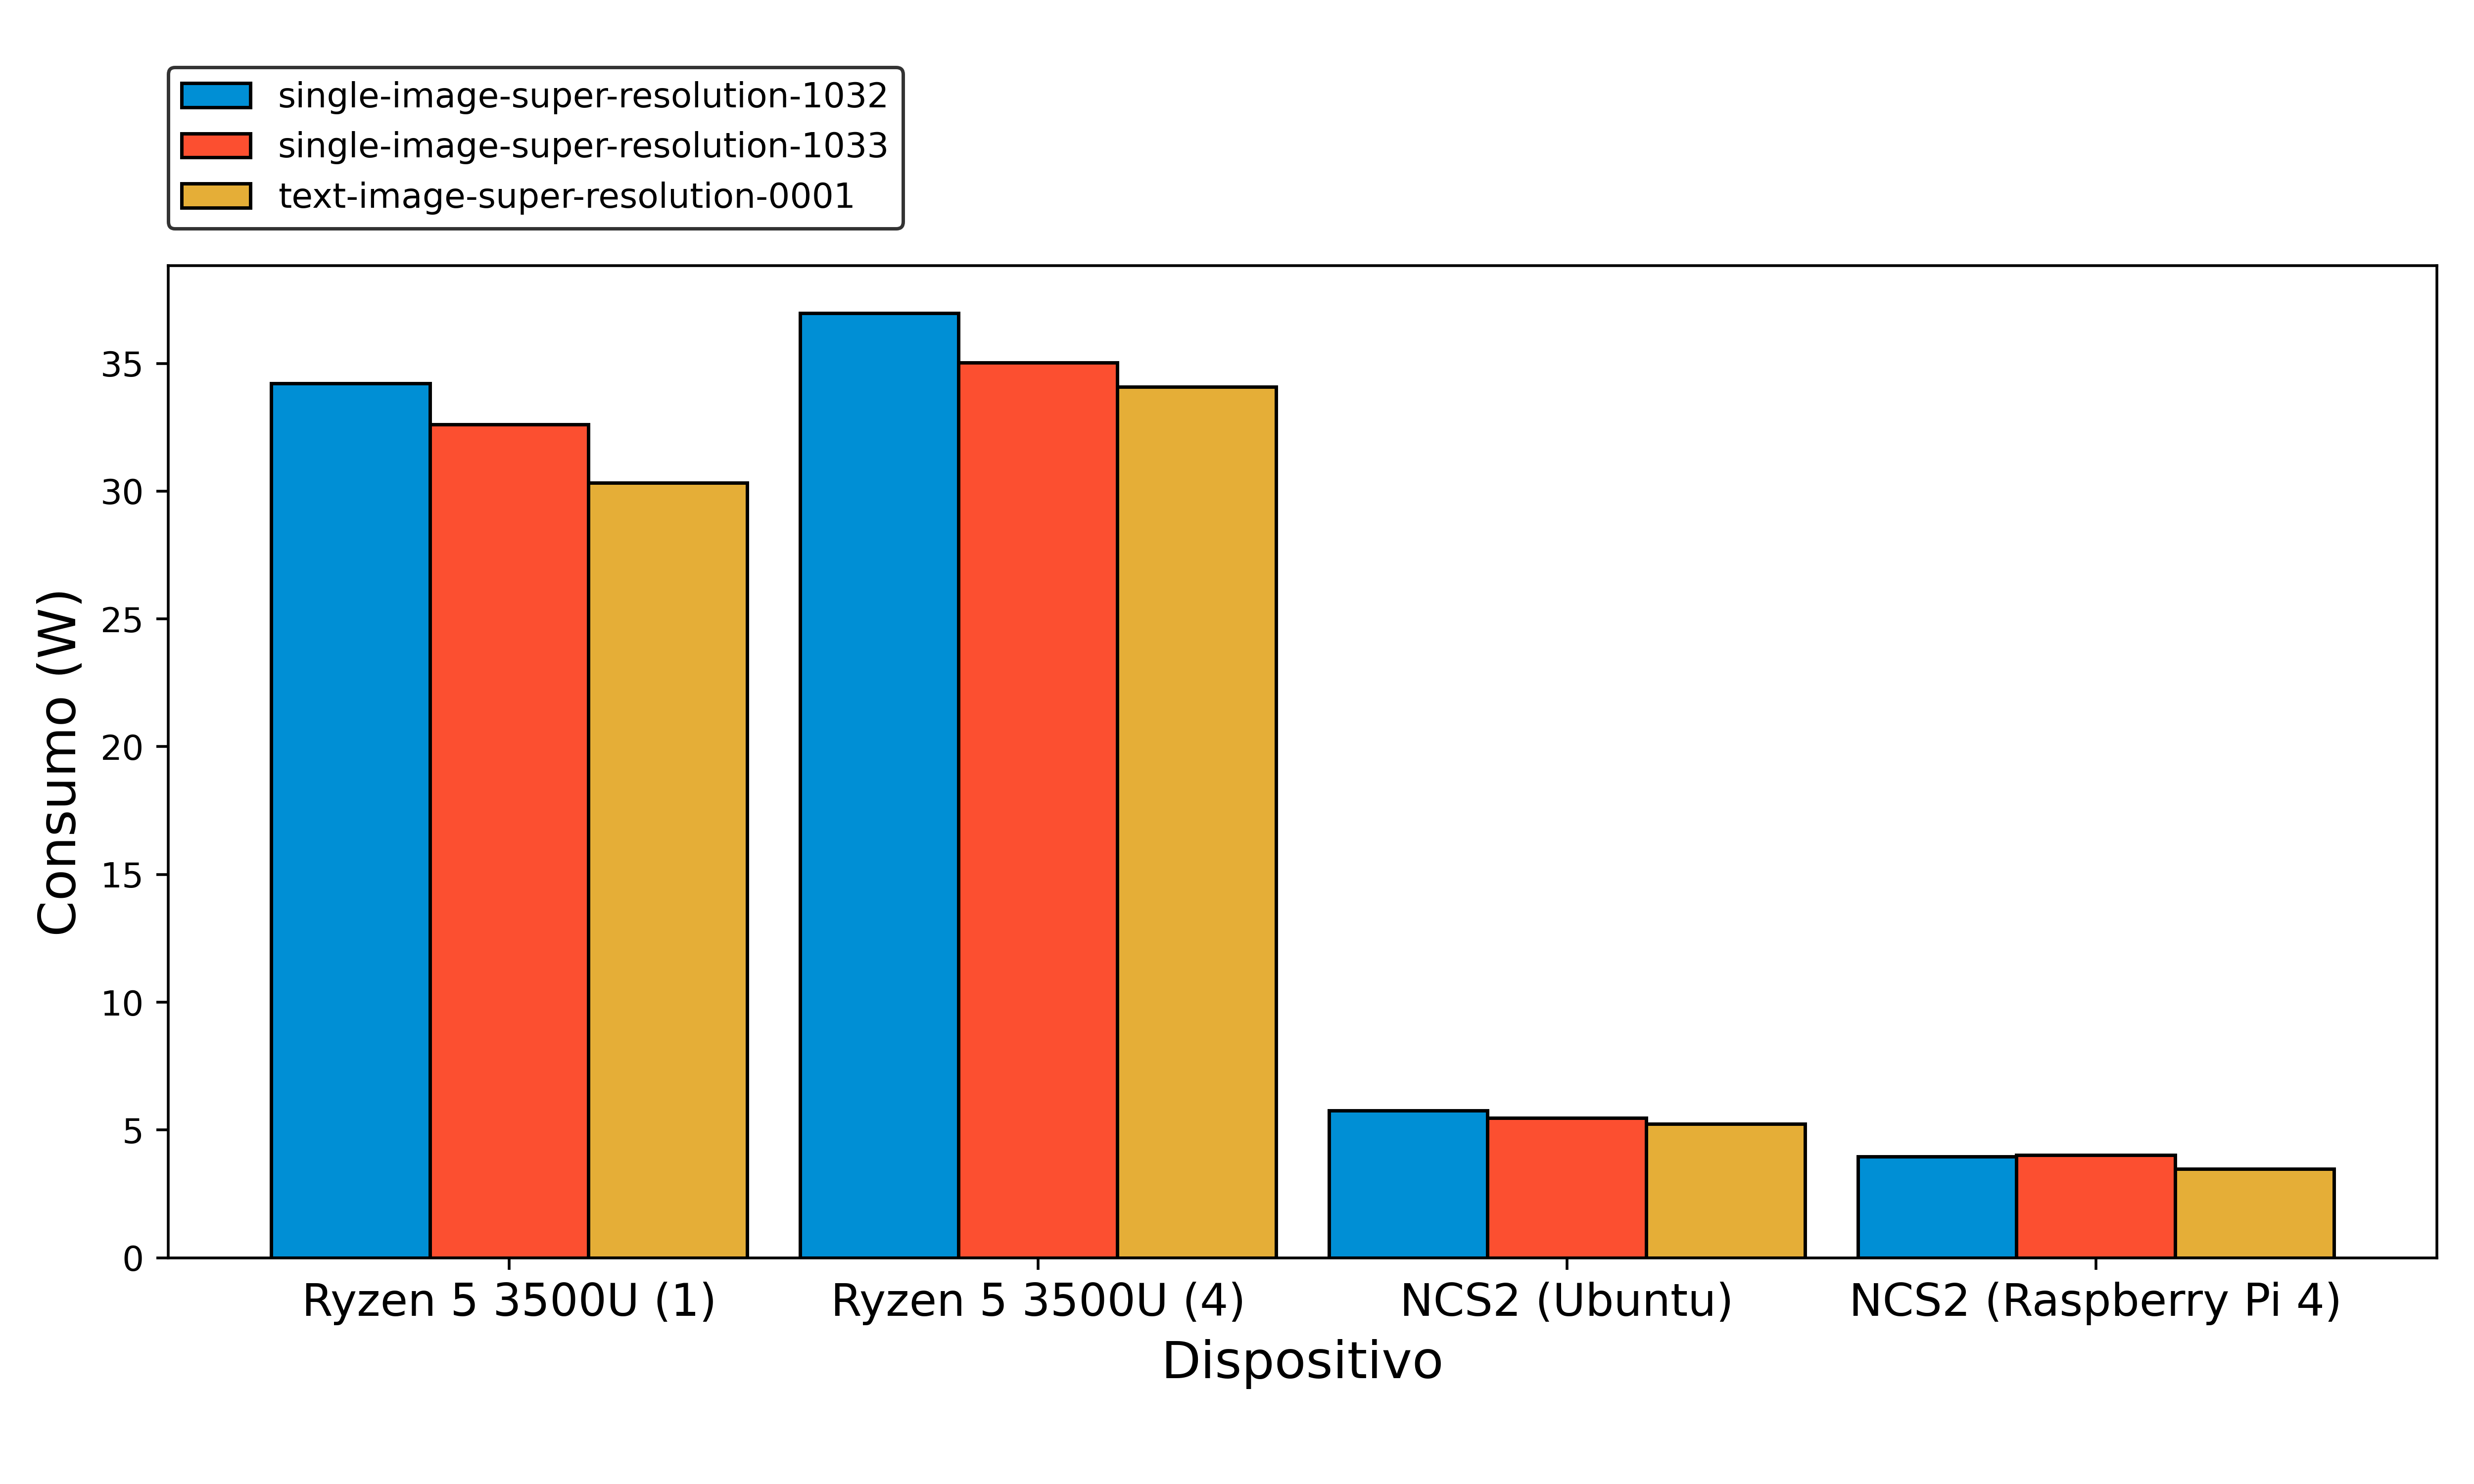 single-image-super-resolution-1032
single-image-super-resolution-1033
text-image-super-resolution-0001
Consumo (W)
35
30
25
20
15
10
5
0
Ryzen 5 3500U (1)
Ryzen 5 3500U (4)
NCS2 (Ubuntu)
NCS2 (Raspberry Pi 4)
Dispositivo